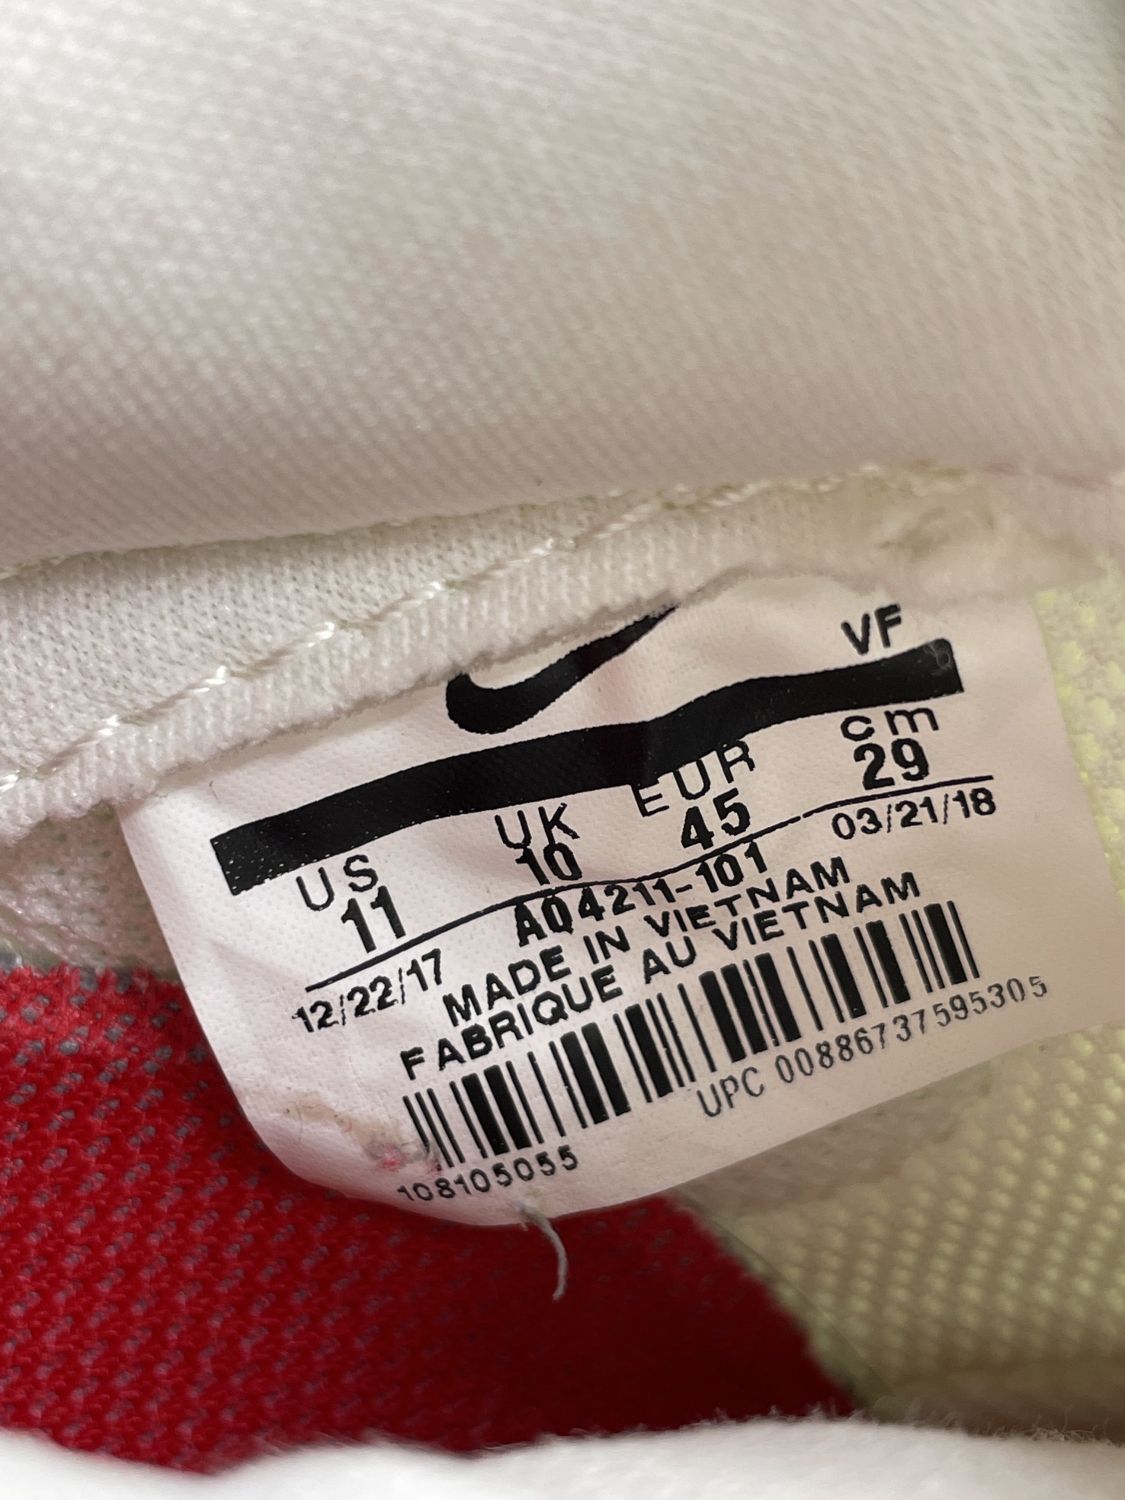 VF
US UK EUR cm
11 10 45 29
12/22/17 AQ4211-101 03/21/18
MADE IN VIETNAM
FABRIQUE AU VIETNAM
108105055 UPC 00886737595305